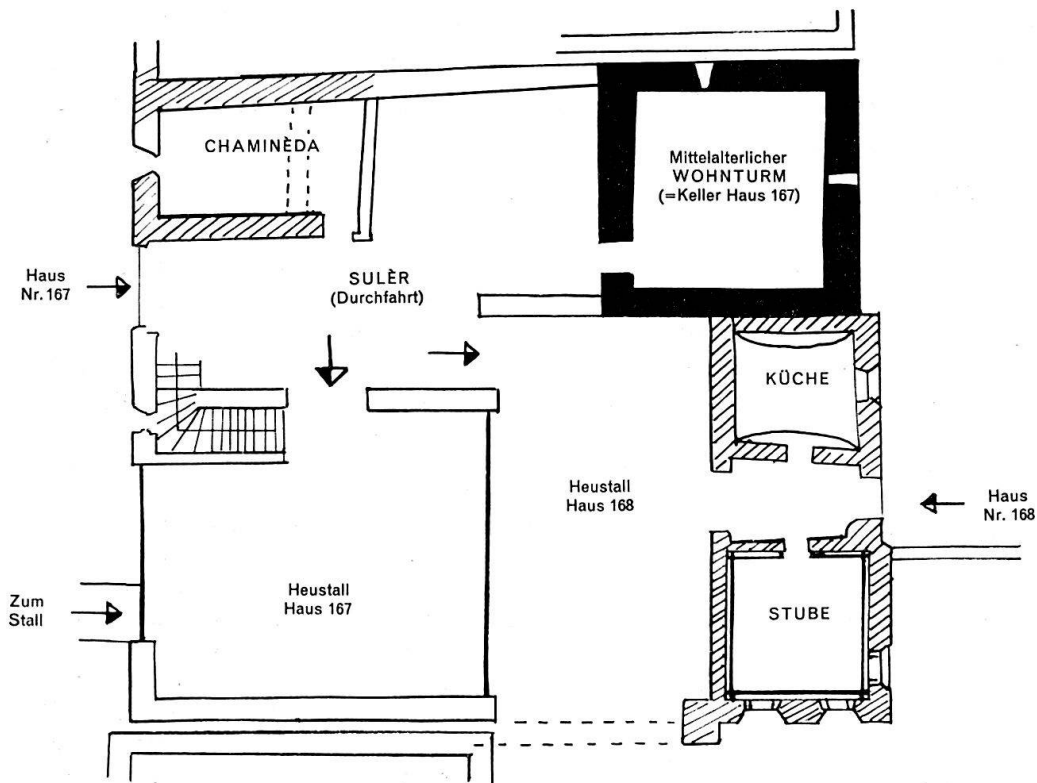 CHAMINÈDA
Mittelalterlicher
WOHNTURM
(=Keller Haus 167)
Haus
Nr. 167
SULÈR
(Durchfahrt)
KÜCHE
Heustall
Haus 168
Haus
Nr. 168
Heustall
Haus 167
Zum
Stall
STUBE